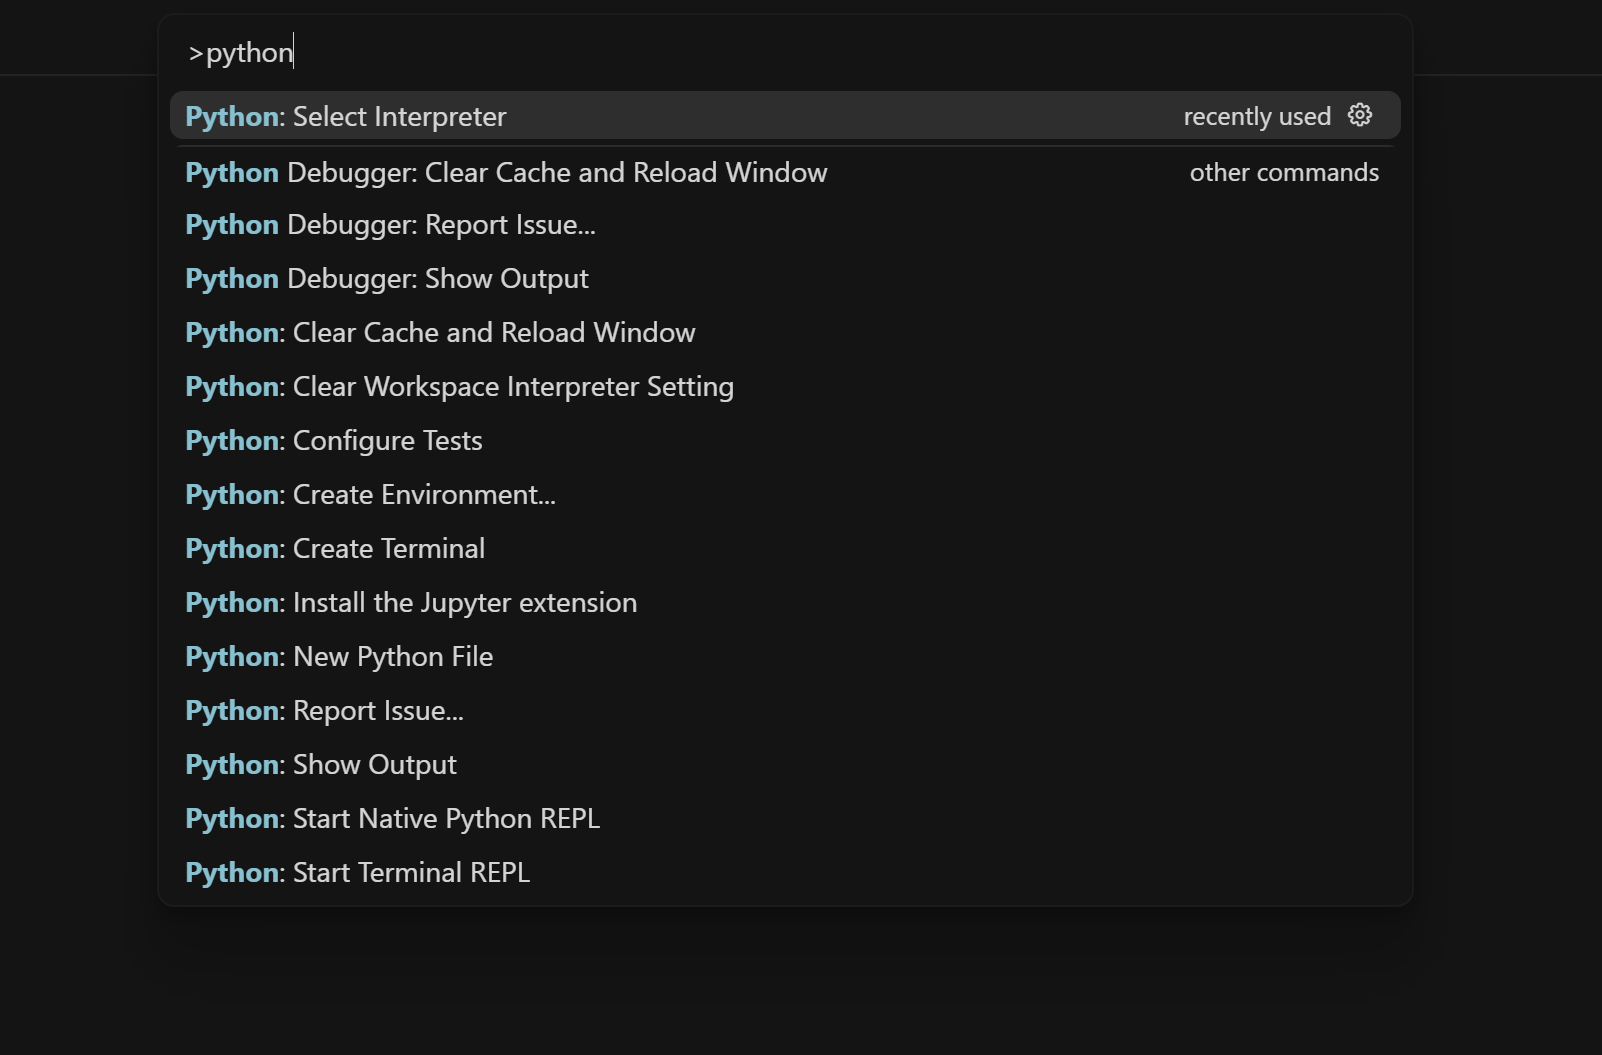 >python
Python: Select Interpreter recently used
Python Debugger: Clear Cache and Reload Window other commands
Python Debugger: Report Issue...
Python Debugger: Show Output
Python: Clear Cache and Reload Window
Python: Clear Workspace Interpreter Setting
Python: Configure Tests
Python: Create Environment...
Python: Create Terminal
Python: Install the Jupyter extension
Python: New Python File
Python: Report Issue...
Python: Show Output
Python: Start Native Python REPL
Python: Start Terminal REPL